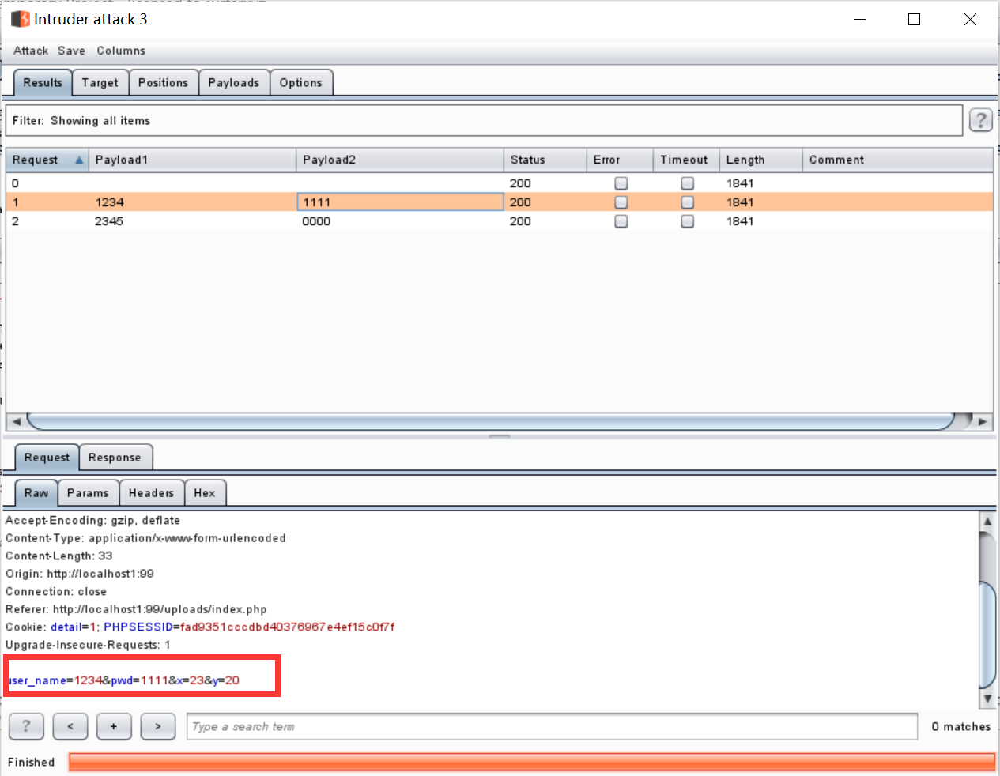 Intruder attack 3
Attack Save Columns
Results Target Positions Payloads Options
Filter: Showing all items ?
Request Payload1 Payload2 Status Error Timeout Length Comment
0 200 1841
1 1234 1111 200 1841
2 2345 0000 200 1841
Request Response
Raw Params Headers Hex
Accept-Encoding: gzip, deflate
Content-Type: application/x-www-form-urlencoded
Content-Length: 33
Origin: http://localhost1:99
Connection: close
Referer: http://localhost1:99/uploads/index.php
Cookie: detail=1; PHPSESSID=fad9351cccdbd40376967e4ef15c0f7f
Upgrade-Insecure-Requests: 1
user_name=1234&pwd=1111&x=23&y=20
? < + > Type a search term 0 matches
Finished